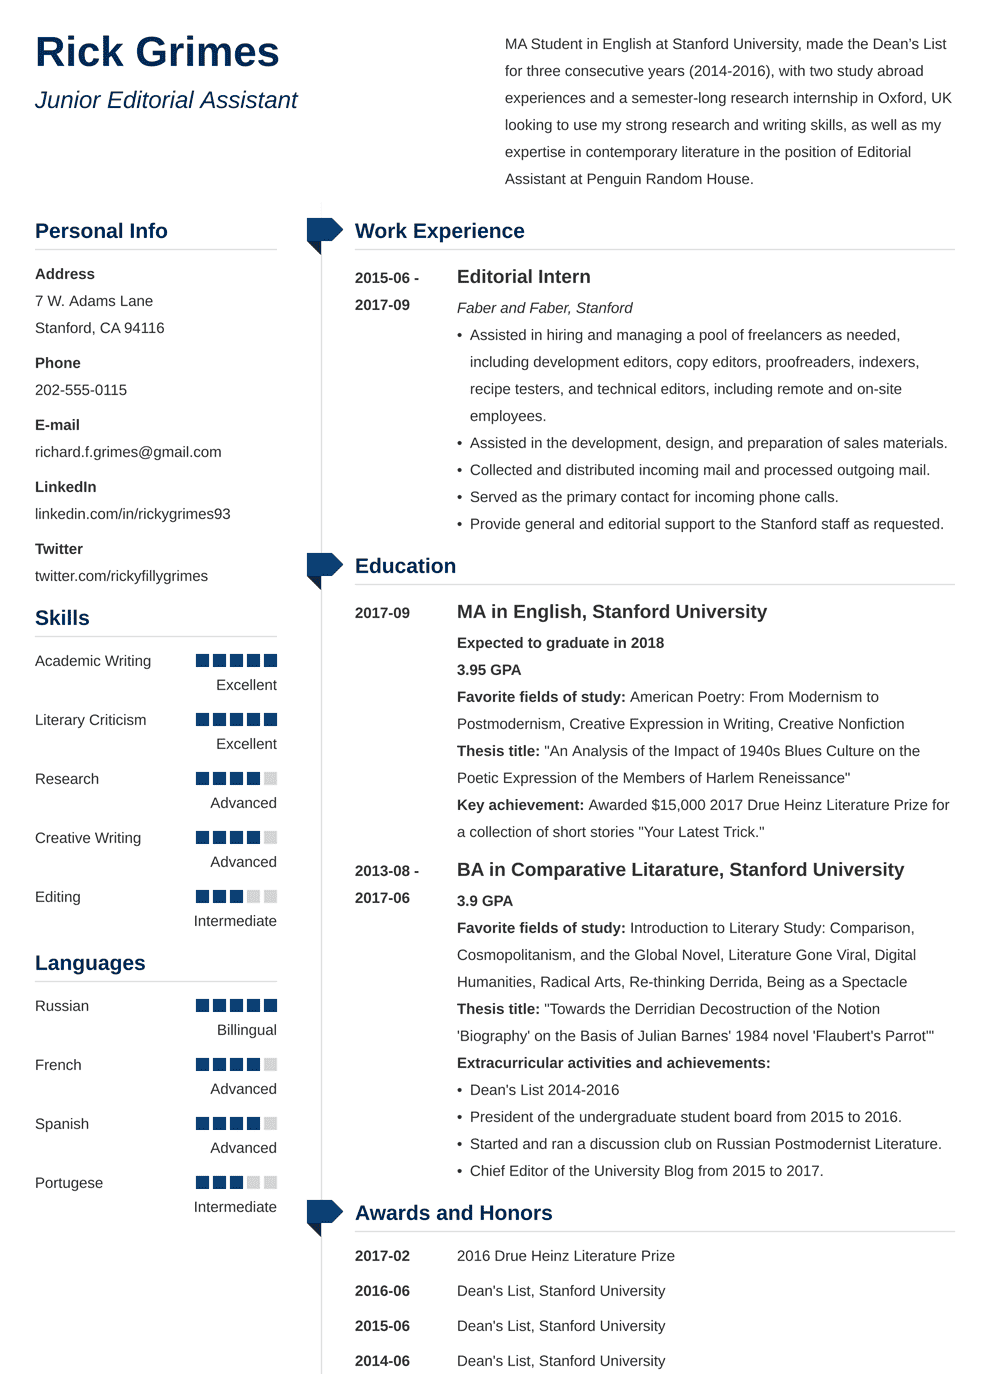 Rick Grimes
Junior Editorial Assistant
MA Student in English at Stanford University, made the Dean's List
for three consecutive years (2014-2016), with two study abroad
experiences and a semester-long research internship in Oxford, UK
looking to use my strong research and writing skills, as well as my
expertise in contemporary literature in the position of Editorial
Assistant at Penguin Random House.
Personal Info
Address
7 W. Adams Lane
Stanford, CA 94116
Phone
202-555-0115
E-mail
richard.f.grimes@gmail.com
LinkedIn
linkedin.com/in/rickygrimes93
Twitter
twitter.com/rickyfillygrimes
Skills
Academic Writing
Excellent
Literary Criticism
Excellent
Research
Advanced
Creative Writing
Advanced
Editing
Intermediate
Languages
Russian
Billingual
French
Advanced
Spanish
Advanced
Portugese
Intermediate
Work Experience
2015-06 -
2017-09
Editorial Intern
Faber and Faber, Stanford
• Assisted in hiring and managing a pool of freelancers as needed,
including development editors, copy editors, proofreaders, indexers,
recipe testers, and technical editors, including remote and on-site
employees.
• Assisted in the development, design, and preparation of sales materials.
• Collected and distributed incoming mail and processed outgoing mail.
• Served as the primary contact for incoming phone calls.
• Provide general and editorial support to the Stanford staff as requested.
Education
2017-09
MA in English, Stanford University
Expected to graduate in 2018
3.95 GPA
Favorite fields of study: American Poetry: From Modernism to
Postmodernism, Creative Expression in Writing, Creative Nonfiction
Thesis title: "An Analysis of the Impact of 1940s Blues Culture on the
Poetic Expression of the Members of Harlem Reneissance"
Key achievement: Awarded $15,000 2017 Drue Heinz Literature Prize for
a collection of short stories "Your Latest Trick."
2013-08 -
2017-06
BA in Comparative Litarature, Stanford University
3.9 GPA
Favorite fields of study: Introduction to Literary Study: Comparison,
Cosmopolitanism, and the Global Novel, Literature Gone Viral, Digital
Humanities, Radical Arts, Re-thinking Derrida, Being as a Spectacle
Thesis title: "Towards the Derridian Decostruction of the Notion
'Biography' on the Basis of Julian Barnes' 1984 novel 'Flaubert's Parrot'"
Extracurricular activities and achievements:
• Dean's List 2014-2016
• President of the undergraduate student board from 2015 to 2016.
• Started and ran a discussion club on Russian Postmodernist Literature.
• Chief Editor of the University Blog from 2015 to 2017.
Awards and Honors
2017-02 2016 Drue Heinz Literature Prize
2016-06 Dean's List, Stanford University
2015-06 Dean's List, Stanford University
2014-06 Dean's List, Stanford University